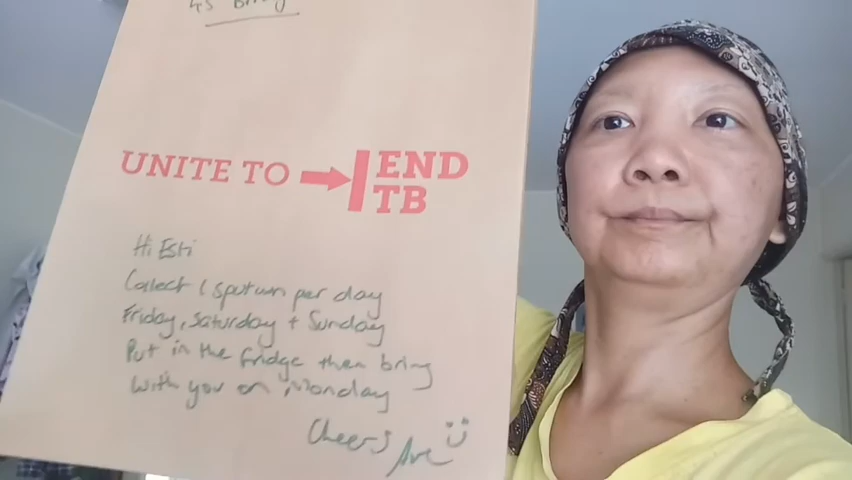 UNITE TO
END
TB
Hi Esti
Collect 1 sputum per day
Friday, Saturday + Sunday
Put in the fridge then bring
with you on Monday
Cheers